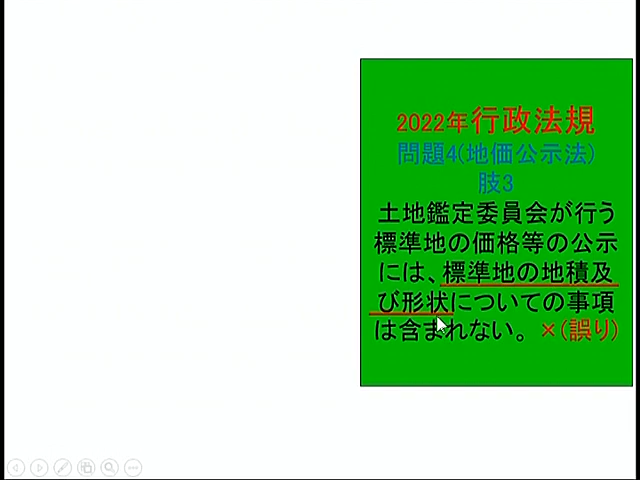 2022年行政法規
問題4(地価公示法)
肢3
土地鑑定委員会が行う
標準地の価格等の公示
には、標準地の地積及
び形状についての事項
は含まれない。×(誤り)